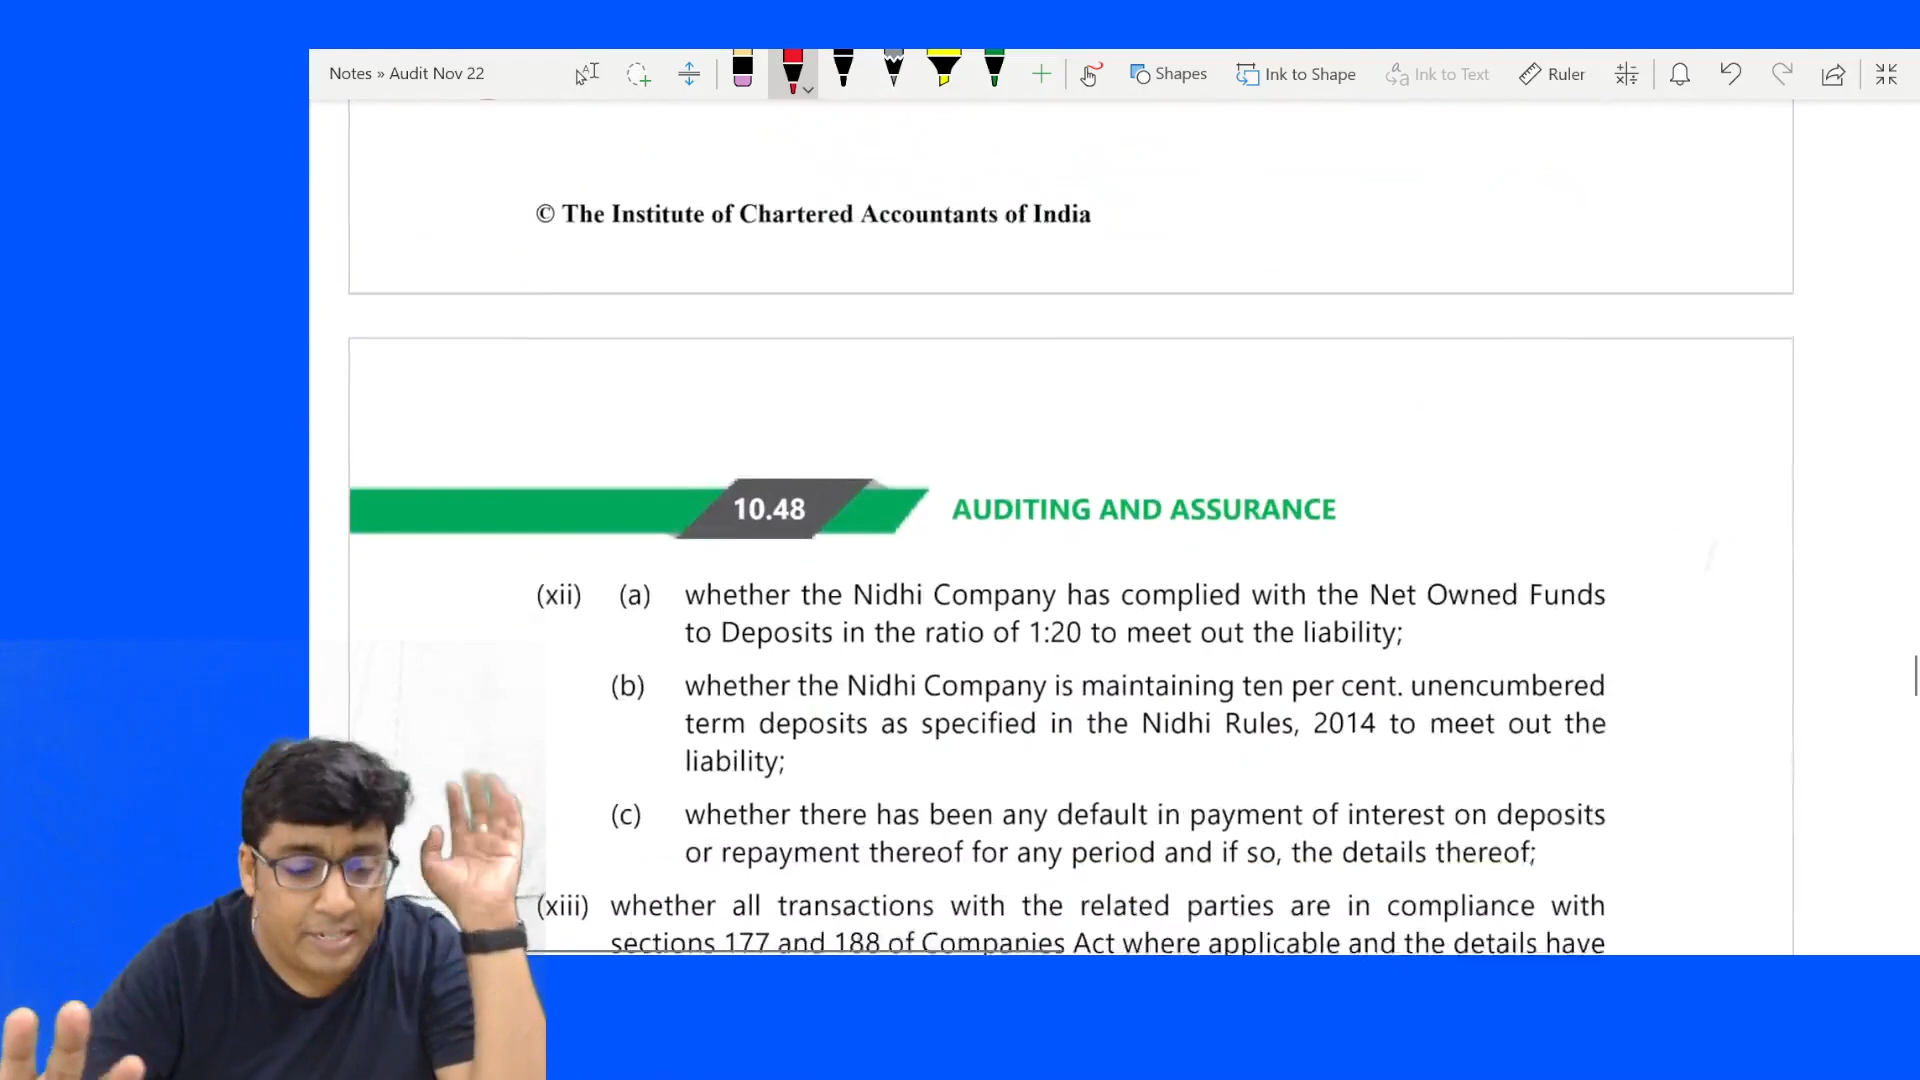 Notes » Audit Nov 22
Shapes
Ink to Shape
Ink to Text
Ruler
© The Institute of Chartered Accountants of India
10.48
AUDITING AND ASSURANCE
(xii) (a) whether the Nidhi Company has complied with the Net Owned Funds
to Deposits in the ratio of 1:20 to meet out the liability;
(b) whether the Nidhi Company is maintaining ten per cent. unencumbered
term deposits as specified in the Nidhi Rules, 2014 to meet out the
liability;
(c) whether there has been any default in payment of interest on deposits
or repayment thereof for any period and if so, the details thereof;
(xiii) whether all transactions with the related parties are in compliance with
sections 177 and 188 of Companies Act where applicable and the details have